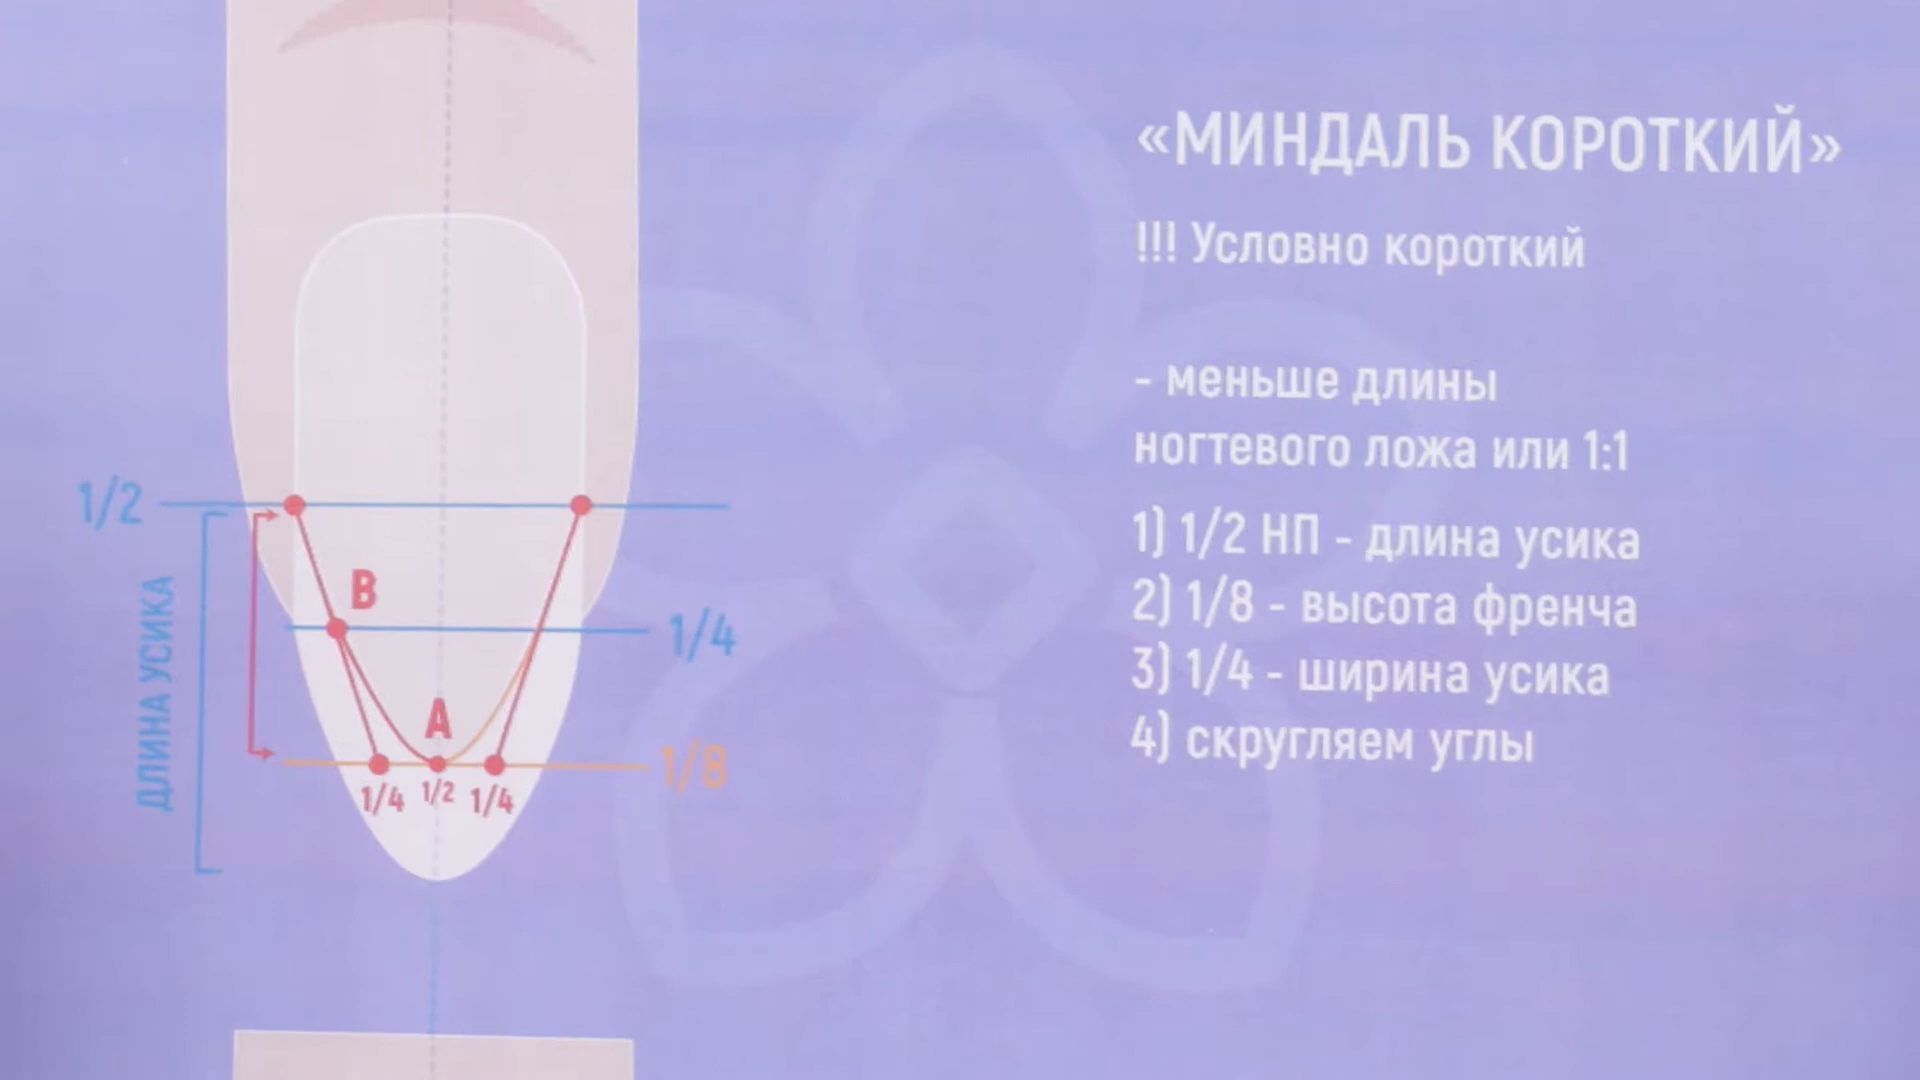 «МИНДАЛЬ КОРОТКИЙ»
!!! Условно короткий
- меньше длины
ногтевого ложа или 1:1
1) 1/2 НП - длина усика
2) 1/8 - высота френча
3) 1/4 - ширина усика
4) скругляем углы
1/2
ДЛИНА УСИКА
B
1/4
A
1/8
1/4 1/2 1/4